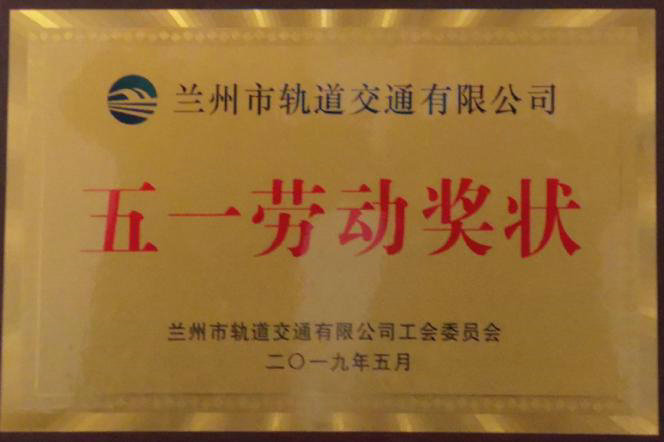 兰州市轨道交通有限公司
五一劳动奖状
兰州市轨道交通有限公司工会委员会
二〇一九年五月